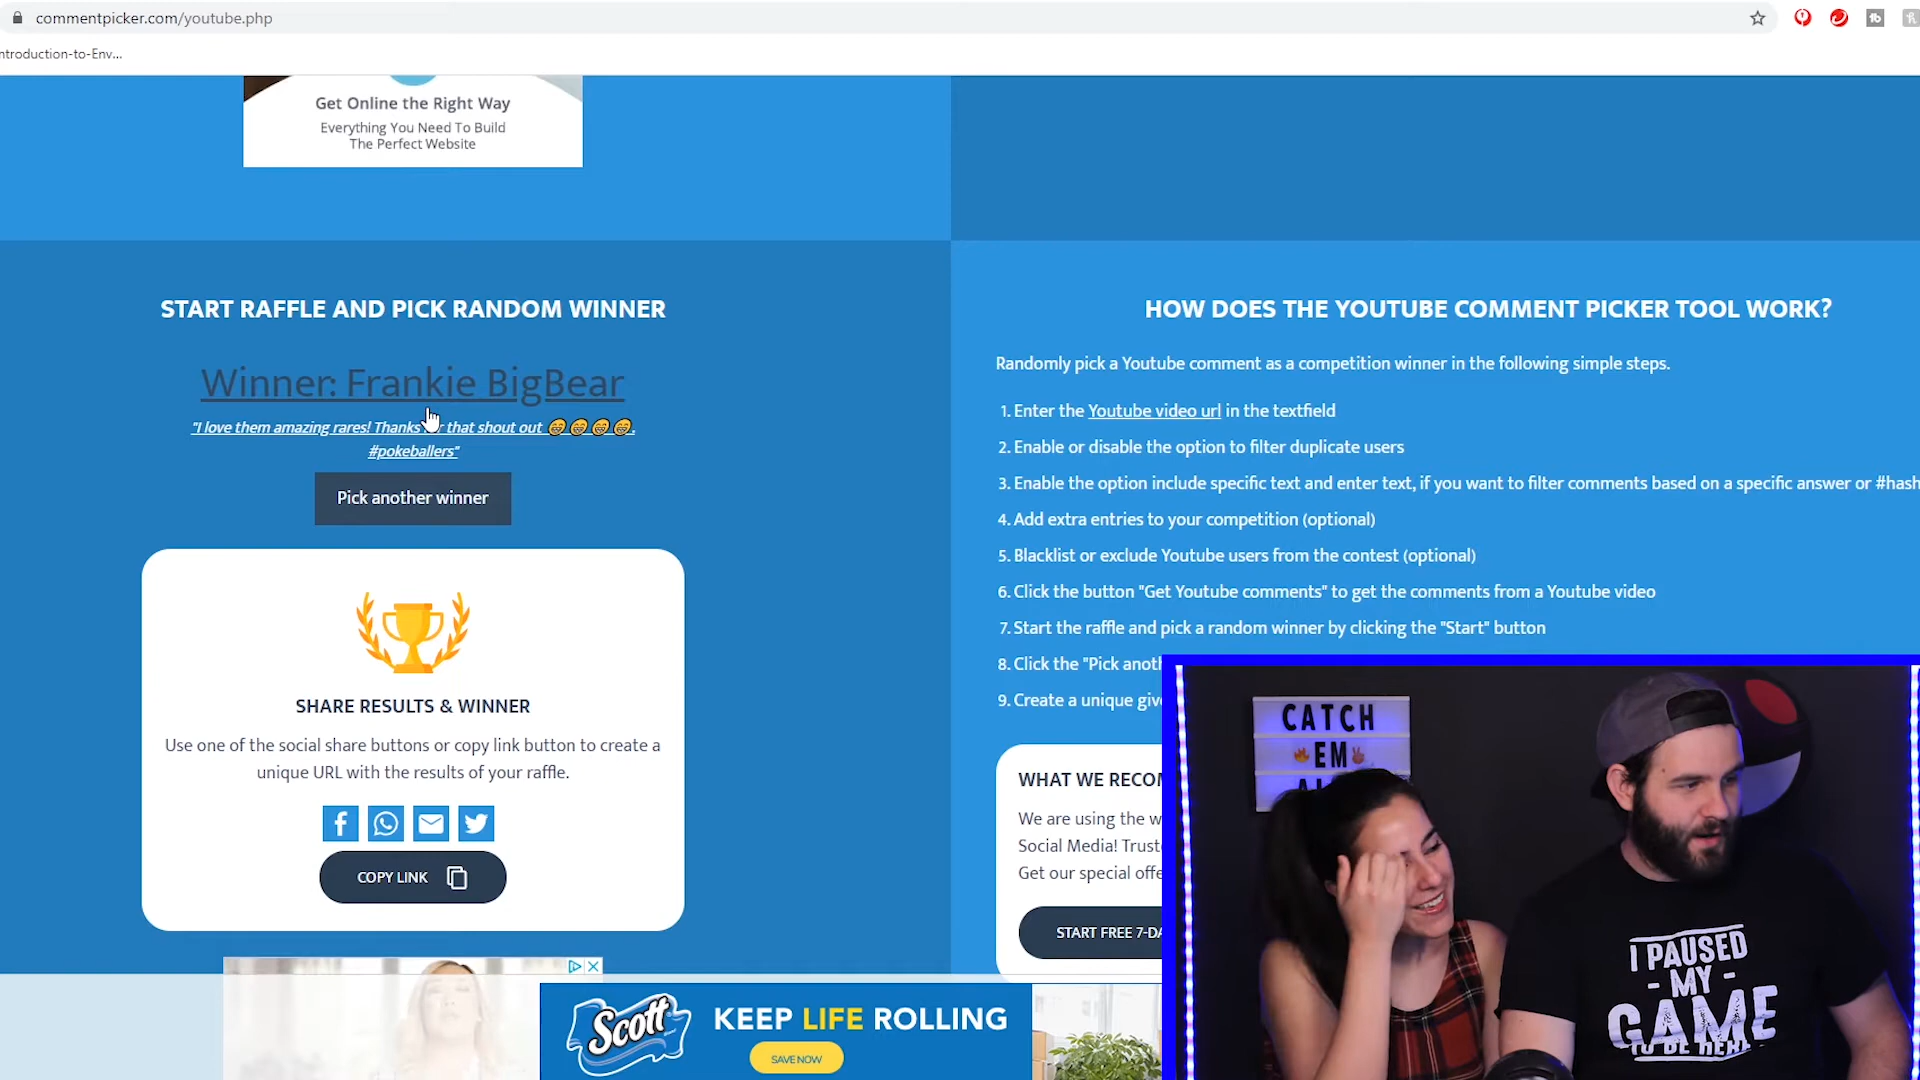 commentpicker.com/youtube.php
ntroduction-to-Env...
Get Online the Right Way
Everything You Need To Build
The Perfect Website
START RAFFLE AND PICK RANDOM WINNER
Winner: Frankie BigBear
"I love them amazing rares! Thanks r that shout out 😁😁😁😁.
#pokeballers"
Pick another winner
SHARE RESULTS & WINNER
Use one of the social share buttons or copy link button to create a
unique URL with the results of your raffle.
COPY LINK
HOW DOES THE YOUTUBE COMMENT PICKER TOOL WORK?
Randomly pick a Youtube comment as a competition winner in the following simple steps.
1. Enter the Youtube video url in the textfield
2. Enable or disable the option to filter duplicate users
3. Enable the option include specific text and enter text, if you want to filter comments based on a specific answer or #hash
4. Add extra entries to your competition (optional)
5. Blacklist or exclude Youtube users from the contest (optional)
6. Click the button "Get Youtube comments" to get the comments from a Youtube video
7. Start the raffle and pick a random winner by clicking the "Start" button
8. Click the "Pick anoth
9. Create a unique give
WHAT WE RECOM
We are using the w
Social Media! Truste
Get our special offe
START FREE 7-DA
Scott
KEEP LIFE ROLLING
SAVE NOW
CATCH
🔥EM✌🏽
I PAUSED
- MY -
GAME
TO BE HERE